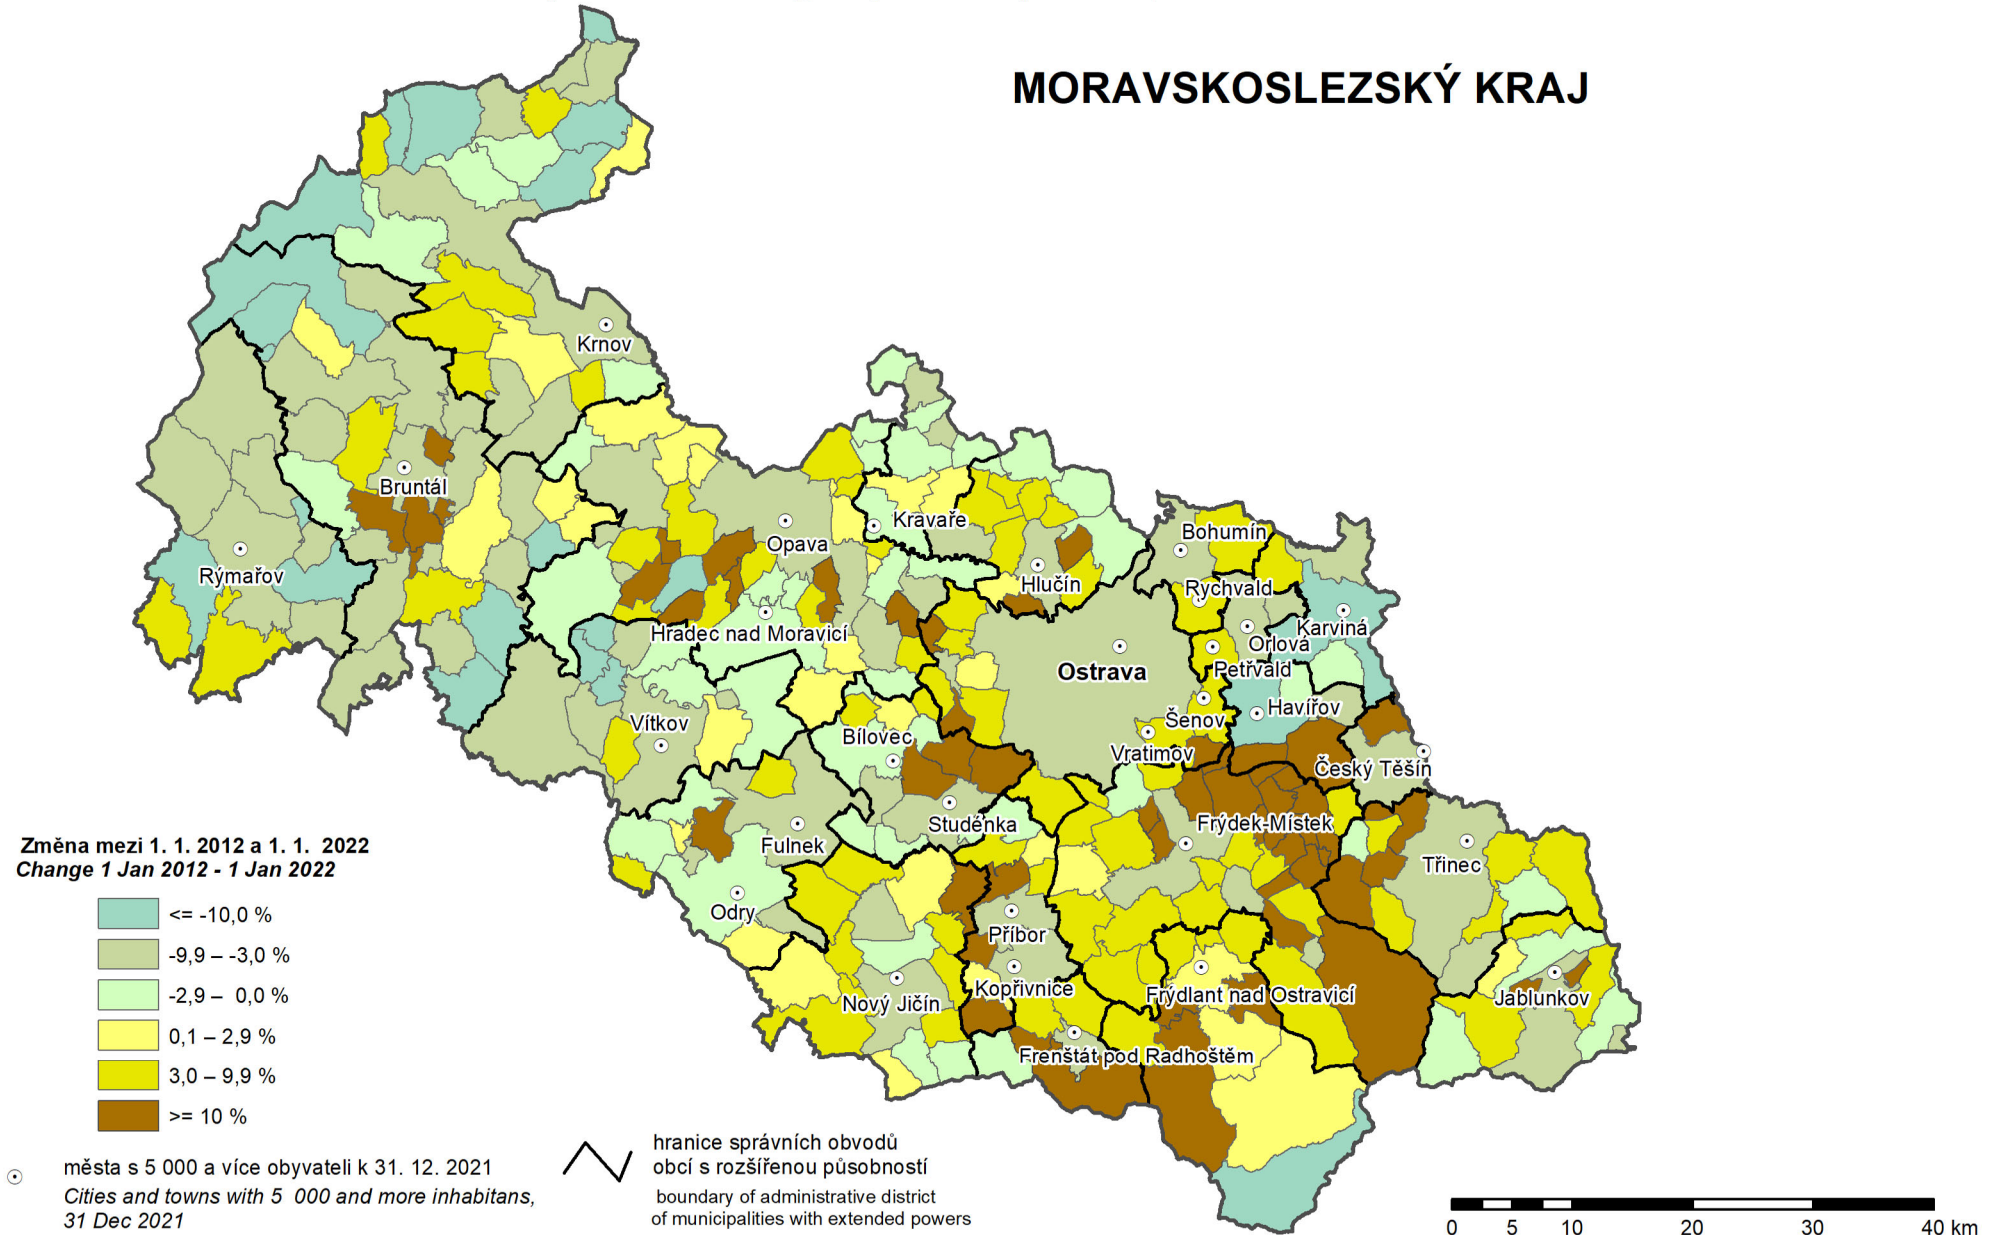 MORAVSKOSLEZSKÝ KRAJ
Krnov
Bruntál
Rýmařov
Opava
Kravaře
Hlučín
Bohumín
Rychvald
Karviná
Orlová
Petřvald
Hradec nad Moravicí
Ostrava
Havířov
Šenov
Vratimov
Český Těšín
Vítkov
Bílovec
Studénka
Fulnek
Frýdek-Místek
Třinec
Odry
Příbor
Kopřivnice
Nový Jičín
Frýdlant nad Ostravicí
Jablunkov
Frenštát pod Radhoštěm
Změna mezi 1. 1. 2012 a 1. 1. 2022
Change 1 Jan 2012 - 1 Jan 2022
<= -10,0 %
-9,9 – -3,0 %
-2,9 – 0,0 %
0,1 – 2,9 %
3,0 – 9,9 %
>= 10 %
města s 5 000 a více obyvateli k 31. 12. 2021
Cities and towns with 5 000 and more inhabitans,
31 Dec 2021
hranice správních obvodů
obcí s rozšířenou působností
boundary of administrative district
of municipalities with extended powers
0 5 10 20 30 40 km